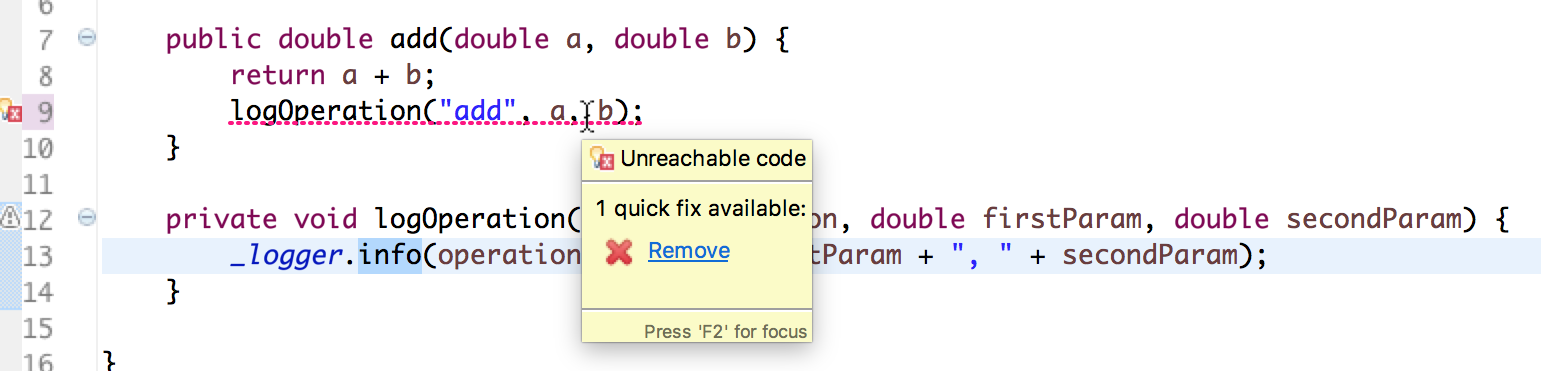 6
7 public double add(double a, double b) {
8 return a + b;
9 logOperation("add", a, b);
10 }
11
12 private void logOperation( on, double firstParam, double secondParam) {
13 _logger.info(operation tParam + ", " + secondParam);
14 }
15
16 }
Unreachable code
1 quick fix available:
Remove
Press 'F2' for focus